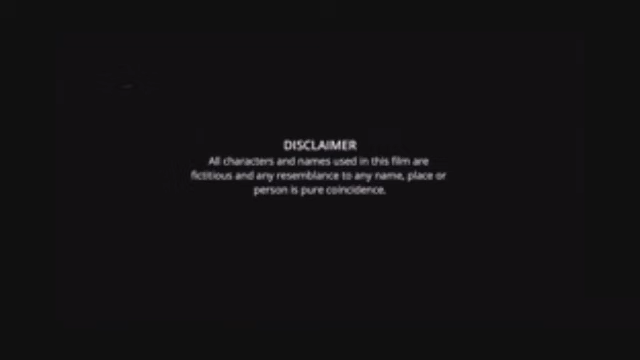 DISCLAIMER
All characters and names used in this film are
fictitious and any resemblance to any name, place or
person is pure coincidence.